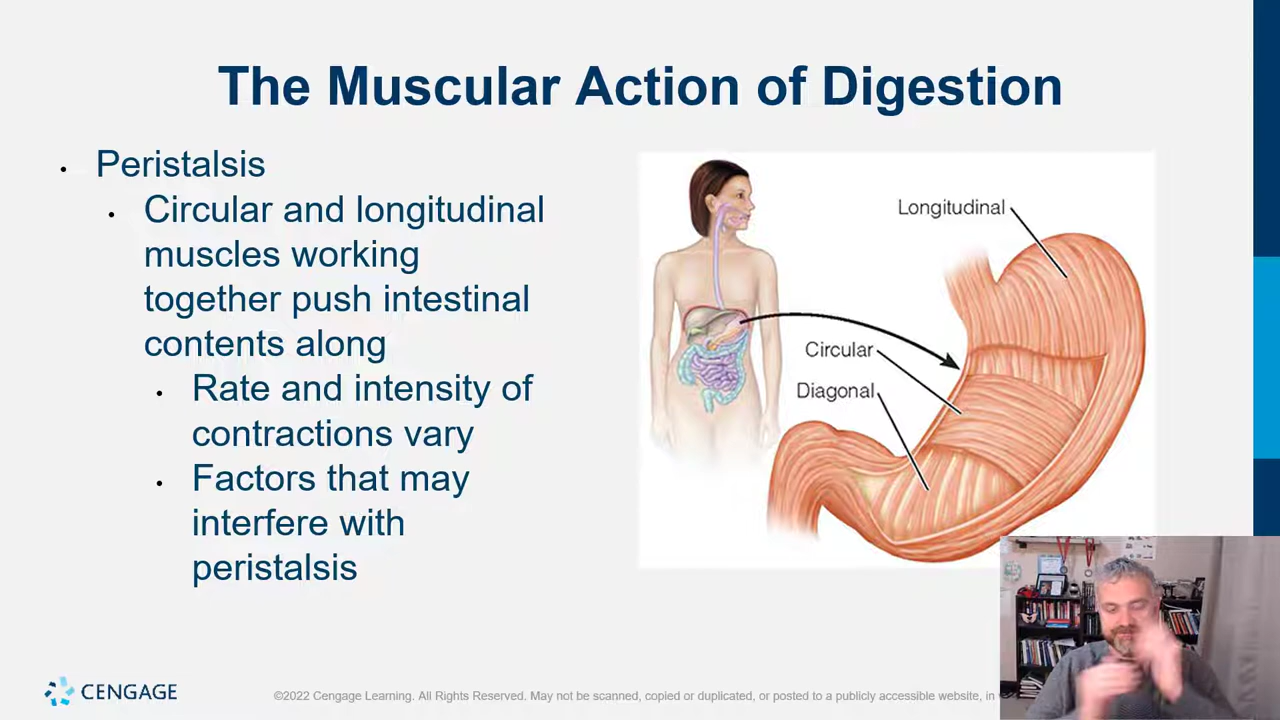 The Muscular Action of Digestion
Peristalsis
Circular and longitudinal
muscles working
together push intestinal
contents along
Rate and intensity of
contractions vary
Factors that may
interfere with
peristalsis
Longitudinal
Circular
Diagonal
CENGAGE
©2022 Cengage Learning. All Rights Reserved. May not be scanned, copied or duplicated, or posted to a publicly accessible website, in